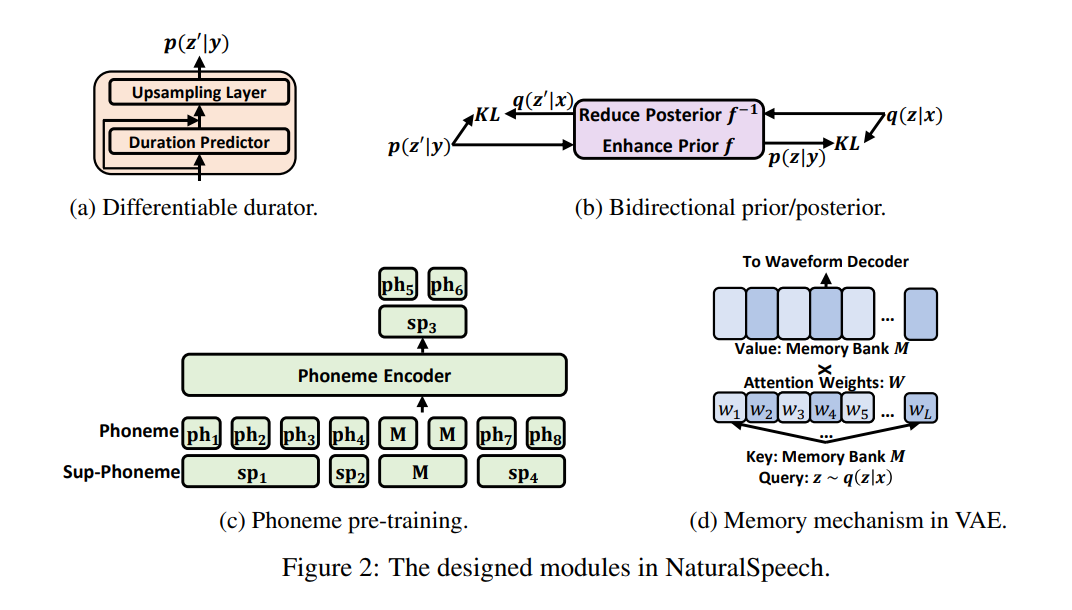 p(z′|y)
Upsampling Layer
Duration Predictor
(a) Differentiable durator.
p(z′|y)
KL
q(z′|x)
Reduce Posterior f⁻¹
Enhance Prior f
q(z|x)
p(z|y)
KL
(b) Bidirectional prior/posterior.
ph₅ ph₆
sp₃
Phoneme Encoder
Phoneme ph₁ ph₂ ph₃ ph₄ M M ph₇ ph₈
Sup-Phoneme sp₁ sp₂ M sp₄
(c) Phoneme pre-training.
To Waveform Decoder
...
Value: Memory Bank M
×
Attention Weights: W
w₁ w₂ w₃ w₄ w₅ ... w_L
...
Key: Memory Bank M
Query: z ~ q(z|x)
(d) Memory mechanism in VAE.
Figure 2: The designed modules in NaturalSpeech.